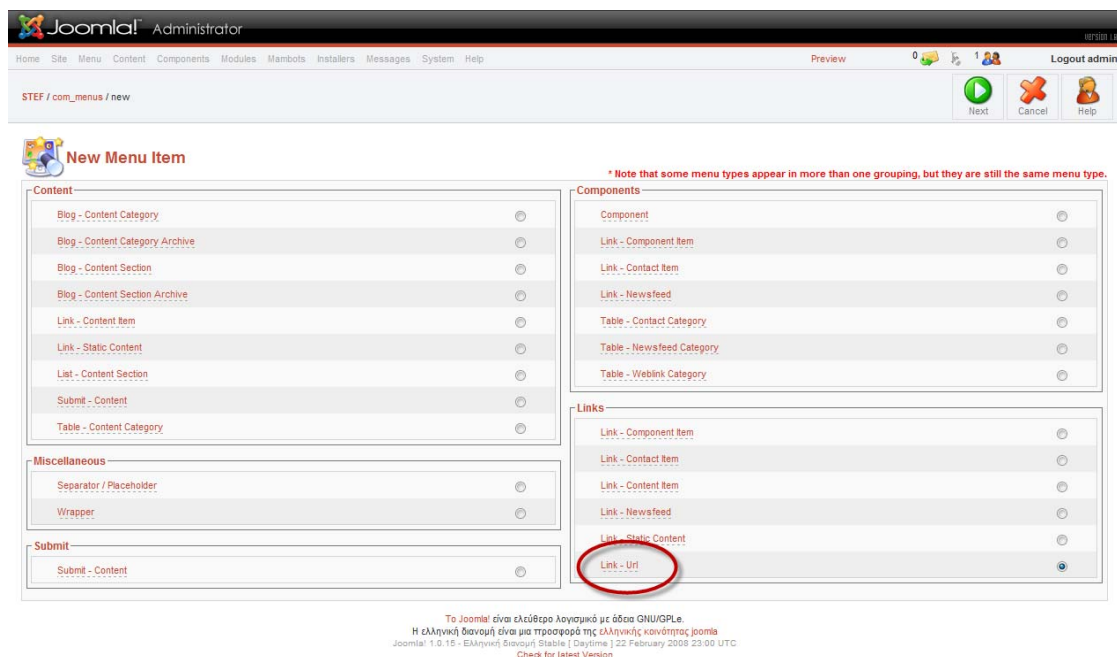 Joomla! Administrator
version 1.0
Home Site Menu Content Components Modules Mambots Installers Messages System Help
Preview
0
1
Logout admin
STEF / com_menus / new
Next
Cancel
Help
New Menu Item
* Note that some menu types appear in more than one grouping, but they are still the same menu type.
Content
Blog - Content Category
Blog - Content Category Archive
Blog - Content Section
Blog - Content Section Archive
Link - Content Item
Link - Static Content
List - Content Section
Submit - Content
Table - Content Category
Miscellaneous
Separator / Placeholder
Wrapper
Submit
Submit - Content
Components
Component
Link - Component Item
Link - Contact Item
Link - Newsfeed
Table - Contact Category
Table - Newsfeed Category
Table - Weblink Category
Links
Link - Component Item
Link - Contact Item
Link - Content Item
Link - Newsfeed
Link - Static Content
Link - Url
Το Joomla! είναι ελεύθερο λογισμικό με άδεια GNU/GPLe.
Η ελληνική διανομή είναι μια προσφορά της ελληνικής κοινότητας joomla
Joomla! 1.0.15 - Ελληνική διανομή Stable [ Daytime ] 22 February 2008 23:00 UTC
Check for latest Version